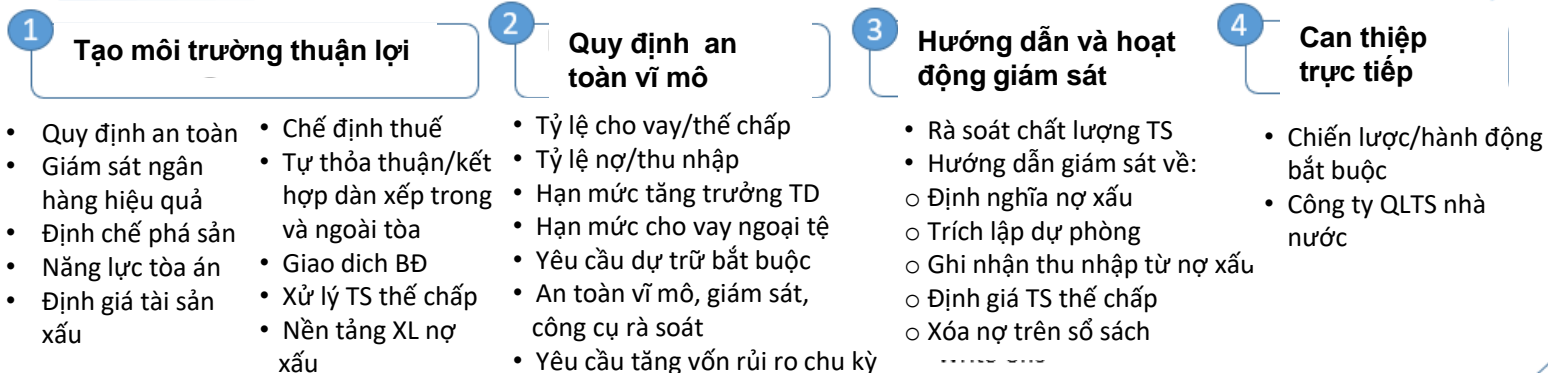 1
Tạo môi trường thuận lợi
• Quy định an toàn
• Giám sát ngân
hàng hiệu quả
• Định chế phá sản
• Năng lực tòa án
• Định giá tài sản
xấu
• Chế định thuế
• Tự thỏa thuận/kết
hợp dàn xếp trong
và ngoài tòa
• Giao dich BĐ
• Xử lý TS thế chấp
• Nền tảng XL nợ
xấu
2
Quy định an
toàn vĩ mô
• Tỷ lệ cho vay/thế chấp
• Tỷ lệ nợ/thu nhập
• Hạn mức tăng trưởng TD
• Hạn mức cho vay ngoại tệ
• Yêu cầu dự trữ bắt buộc
• An toàn vĩ mô, giám sát,
công cụ rà soát
• Yêu cầu tăng vốn rủi ro chu kỳ
3
Hướng dẫn và hoạt
động giám sát
• Rà soát chất lượng TS
• Hướng dẫn giám sát về:
o Định nghĩa nợ xấu
o Trích lập dự phòng
o Ghi nhận thu nhập từ nợ xấu
o Định giá TS thế chấp
o Xóa nợ trên sổ sách
4
Can thiệp
trực tiếp
• Chiến lược/hành động
bắt buộc
• Công ty QLTS nhà
nước